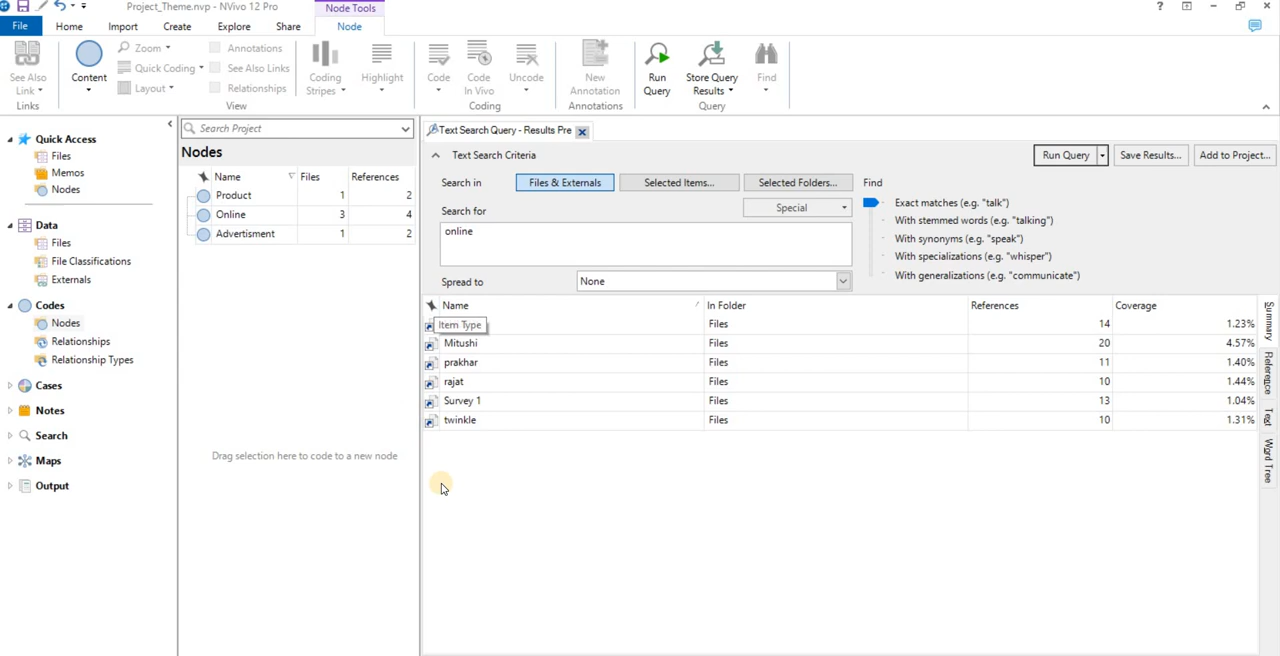 Project_Theme.nvp - NVivo 12 Pro
Node Tools
File Home Import Create Explore Share Node
See Also Link
Links
Content
Zoom
Quick Coding
Layout
Annotations
See Also Links
Relationships
View
Coding Stripes
Highlight
Code
Code In Vivo
Uncode
Coding
New Annotation
Annotations
Run Query
Store Query Results
Find
Query
Quick Access
Files
Memos
Nodes
Data
Files
File Classifications
Externals
Codes
Nodes
Relationships
Relationship Types
Cases
Notes
Search
Maps
Output
Search Project
Nodes
Name Files References
Product 1 2
Online 3 4
Advertisment 1 2
Drag selection here to code to a new node
Text Search Query - Results Pre
Text Search Criteria
Run Query Save Results... Add to Project...
Search in Files & Externals Selected Items... Selected Folders... Find
Search for Special
online
Spread to None
Exact matches (e.g. "talk")
With stemmed words (e.g. "talking")
With synonyms (e.g. "speak")
With specializations (e.g. "whisper")
With generalizations (e.g. "communicate")
Name In Folder References Coverage
Item Type Files 14 1.23%
Mitushi Files 20 4.57%
prakhar Files 11 1.40%
rajat Files 10 1.44%
Survey 1 Files 13 1.04%
twinkle Files 10 1.31%
Summary
Reference
Text
Word Tree